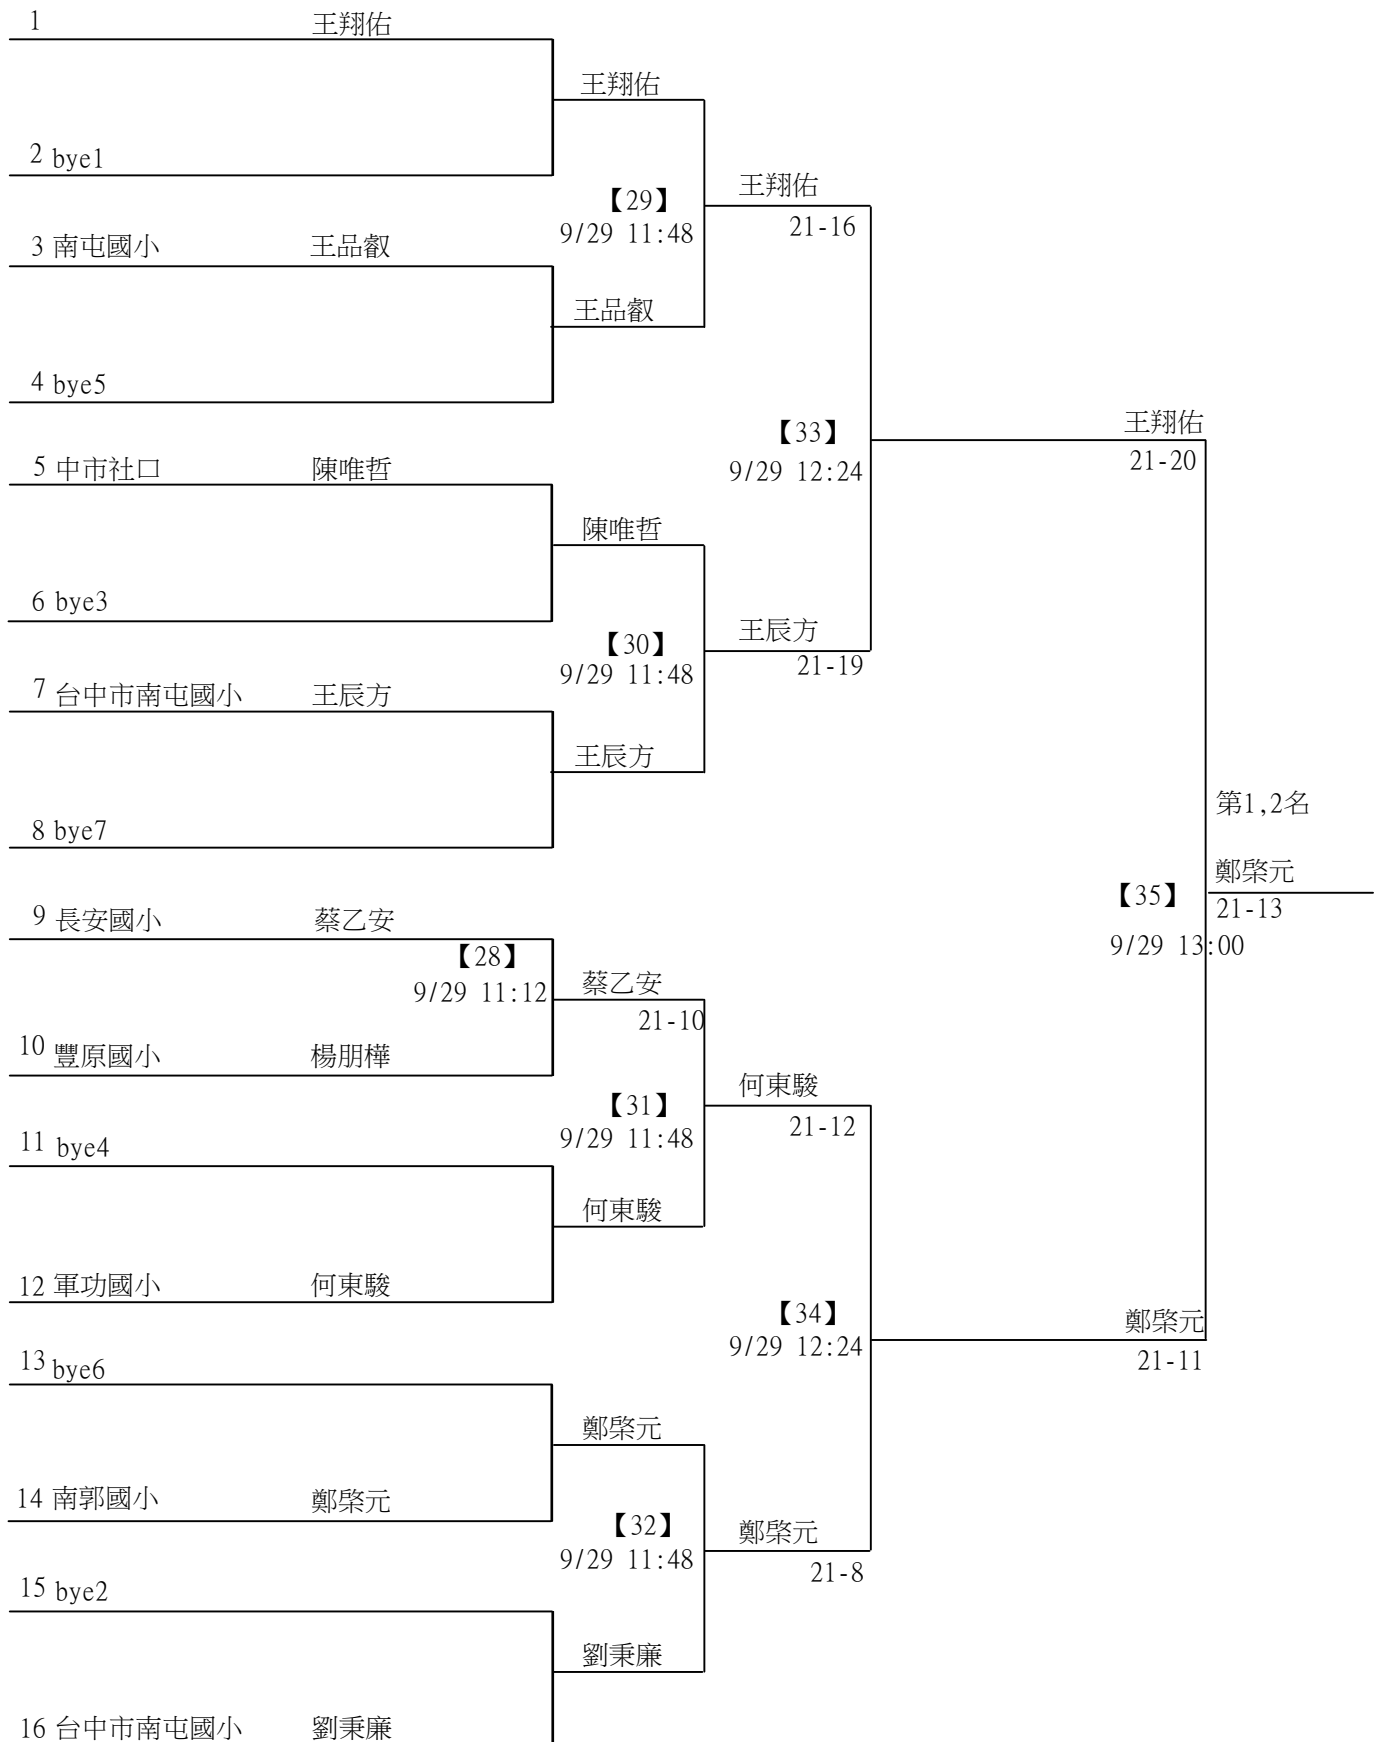 1 王翔佑
王翔佑
2 bye1
王翔佑
【29】
21-16
9/29 11:48
3 南屯國小 王品叡
王品叡
4 bye5
王翔佑
【33】
21-20
9/29 12:24
5 中市社口 陳唯哲
陳唯哲
6 bye3
王辰方
【30】
21-19
9/29 11:48
7 台中市南屯國小 王辰方
王辰方
第1,2名
8 bye7
鄭棨元
【35】
21-13
9/29 13:00
9 長安國小 蔡乙安
【28】
蔡乙安
9/29 11:12
21-10
10 豐原國小 楊朋樺
何東駿
【31】
21-12
9/29 11:48
11 bye4
何東駿
12 軍功國小 何東駿
【34】
鄭棨元
9/29 12:24
21-11
13 bye6
鄭棨元
14 南郭國小 鄭棨元
【32】
鄭棨元
9/29 11:48
21-8
15 bye2
劉秉廉
16 台中市南屯國小 劉秉廉